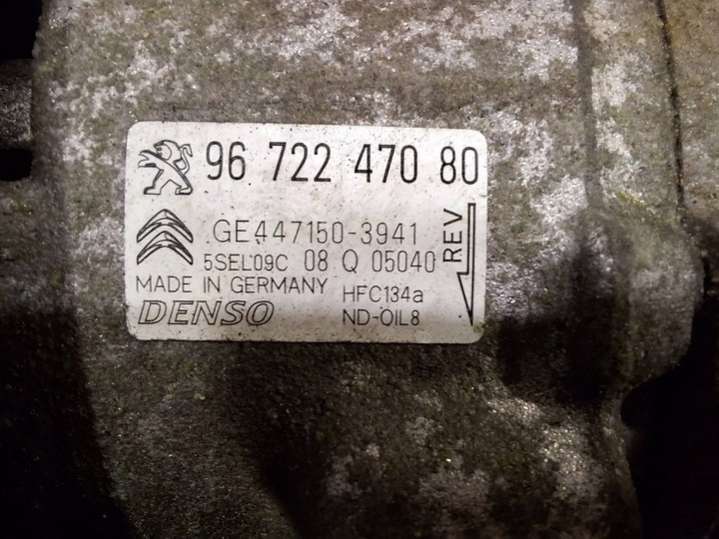 96 722 470 80
GE447150-3941
5SEL09C 08 Q 05040
REV
MADE IN GERMANY HFC134a
DENSO ND-OIL8